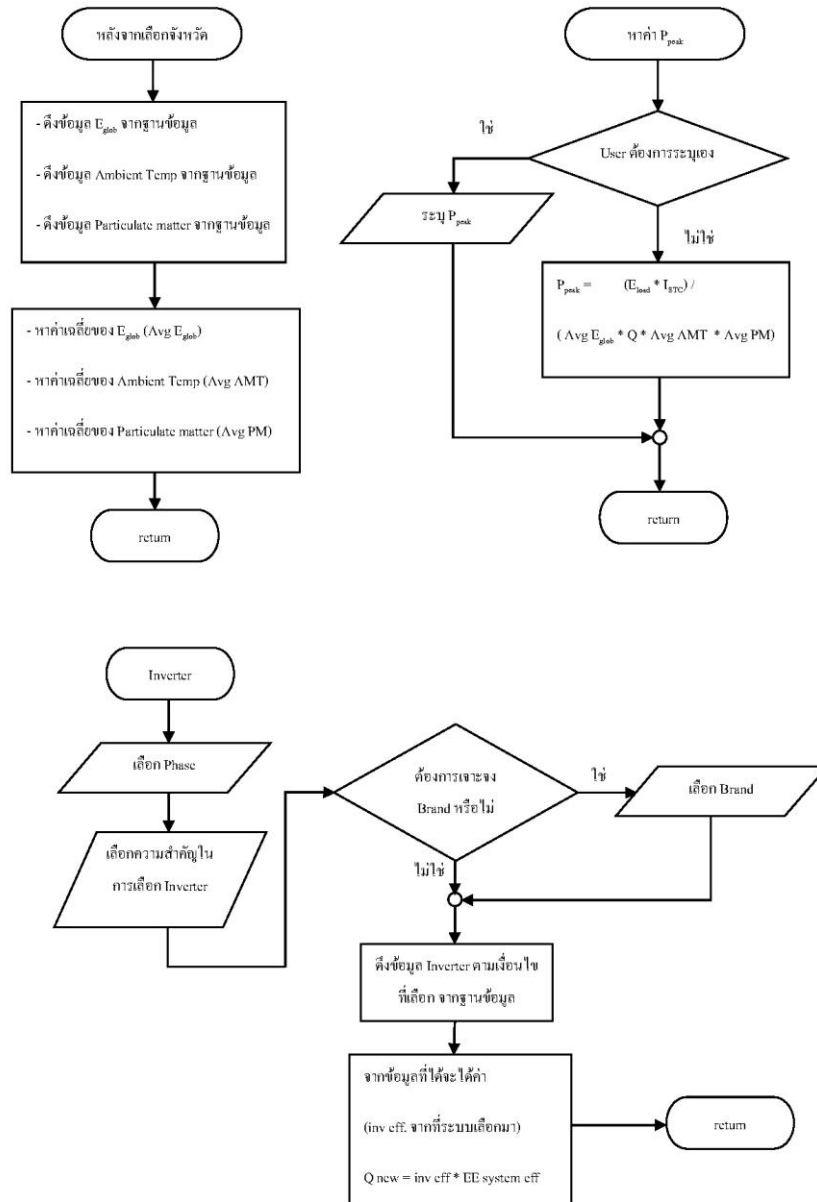 หลังจากเลือกจังหวัด
- ดึงข้อมูล E_glob จากฐานข้อมูล
- ดึงข้อมูล Ambient Temp จากฐานข้อมูล
- ดึงข้อมูล Particulate matter จากฐานข้อมูล
- หาค่าเฉลี่ยของ E_glob (Avg E_glob)
- หาค่าเฉลี่ยของ Ambient Temp (Avg AMT)
- หาค่าเฉลี่ยของ Particulate matter (Avg PM)
return
หาค่า P_peak
User ต้องการระบุเอง
ใช่
ระบุ P_peak
ไม่ใช่
P_peak = (E_load * I_STC) /
( Avg E_glob * Q * Avg AMT * Avg PM)
return
Inverter
เลือก Phase
เลือกความสำคัญใน
การเลือก Inverter
ต้องการเจาะจง
Brand หรือไม่
ใช่
เลือก Brand
ไม่ใช่
ดึงข้อมูล Inverter ตามเงื่อนไข
ที่เลือก จากฐานข้อมูล
จากข้อมูลที่ได้จะได้ค่า
(inv eff. จากที่ระบบเลือกมา)
Q new = inv eff * EE system eff
return